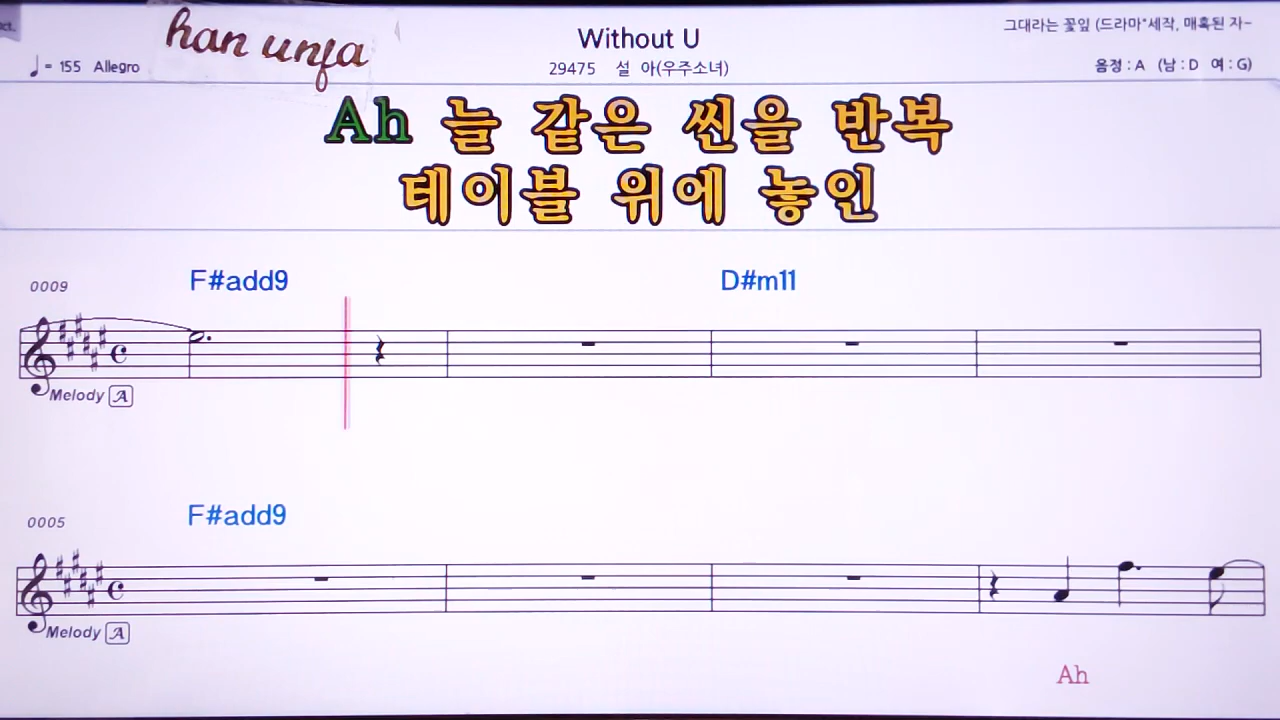 ct.
han unfa
Without U
그대라는 꽃잎 (드라마"세작, 매혹된 자~
♩= 155 Allegro
29475 설 아(우주소녀)
음정 : A (남 : D 여 : G)
Ah 늘 같은 씬을 반복
테이블 위에 놓인
0009
F#add9
D#m11
Melody A
0005
F#add9
Melody A
Ah